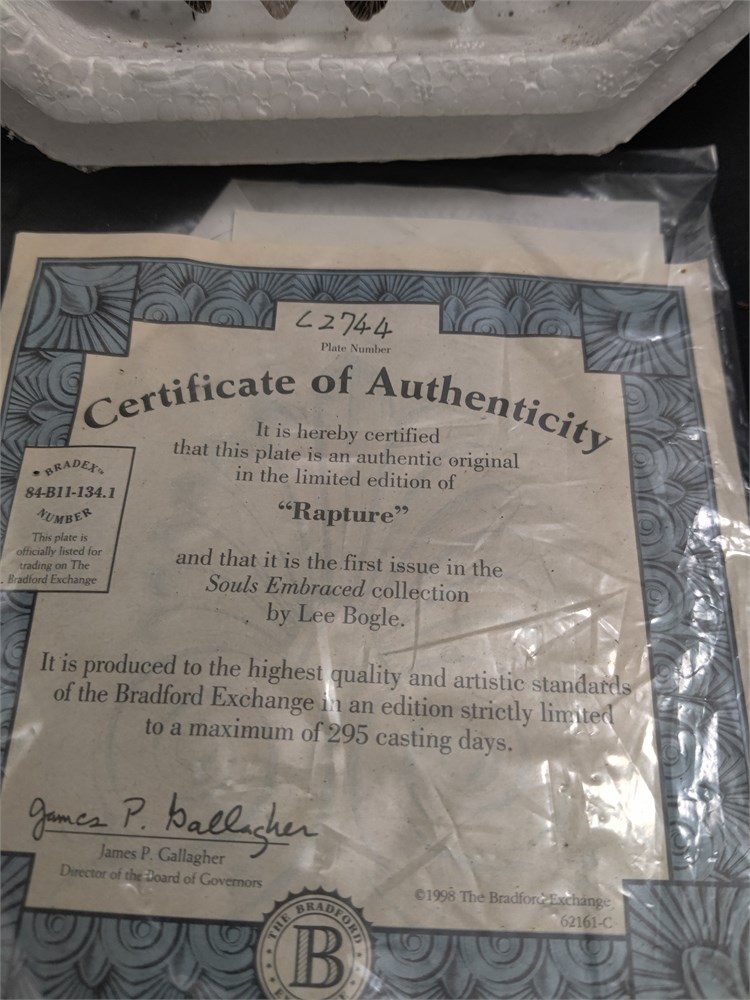 C2744
Plate Number
Certificate of Authenticity
It is hereby certified
that this plate is an authentic original
in the limited edition of
“Rapture”
and that it is the first issue in the
Souls Embraced collection
by Lee Bogle.
BRADEX™
84-B11-134.1
NUMBER
This plate is
officially listed for
trading on The
Bradford Exchange
It is produced to the highest quality and artistic standards
of the Bradford Exchange in an edition strictly limited
to a maximum of 295 casting days.
James P. Gallagher
James P. Gallagher
Director of the Board of Governors
©1998 The Bradford Exchange
62161-C
THE BRADFORD
B